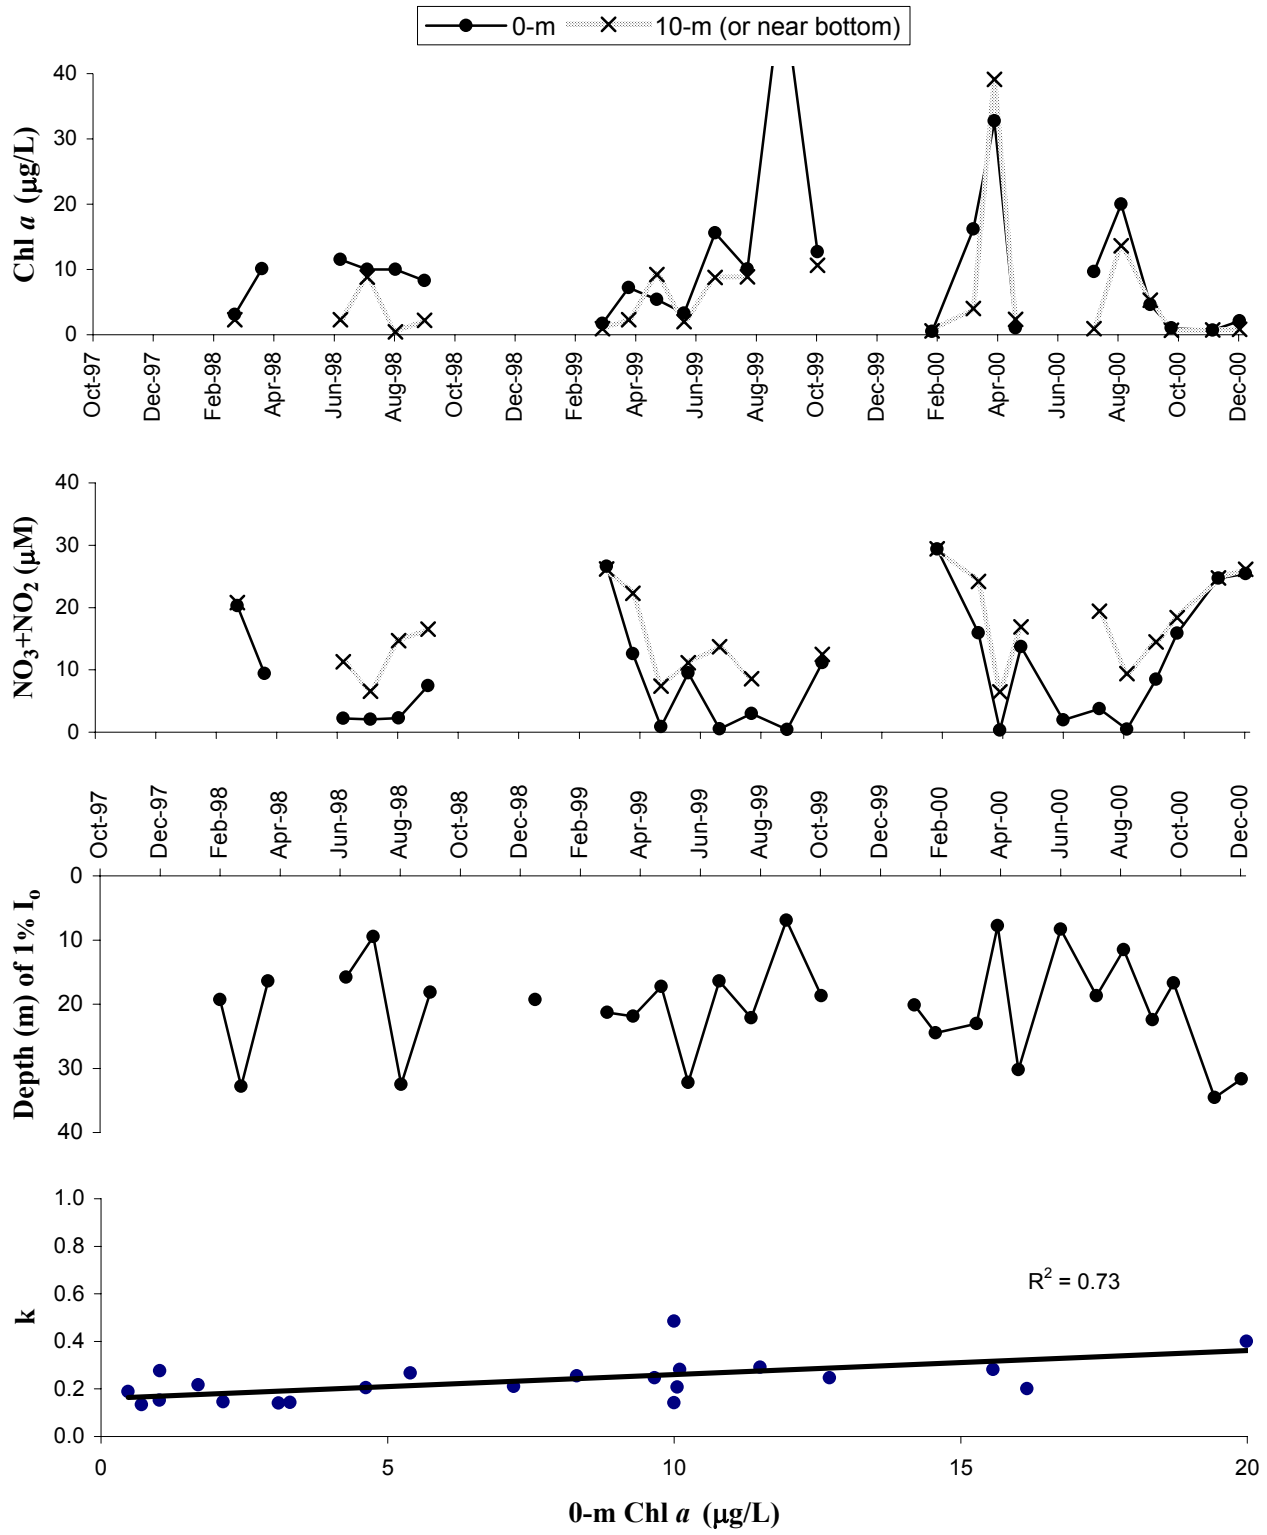 0-m 10-m (or near bottom)
Chl a (µg/L)
40
30
20
10
0
Oct-97 Dec-97 Feb-98 Apr-98 Jun-98 Aug-98 Oct-98 Dec-98 Feb-99 Apr-99 Jun-99 Aug-99 Oct-99 Dec-99 Feb-00 Apr-00 Jun-00 Aug-00 Oct-00 Dec-00
NO₃+NO₂ (µM)
40
30
20
10
0
Oct-97 Dec-97 Feb-98 Apr-98 Jun-98 Aug-98 Oct-98 Dec-98 Feb-99 Apr-99 Jun-99 Aug-99 Oct-99 Dec-99 Feb-00 Apr-00 Jun-00 Aug-00 Oct-00 Dec-00
Depth (m) of 1% Iₒ
0
10
20
30
40
k
1.0
0.8
0.6
0.4
0.2
0.0
R² = 0.73
0 5 10 15 20
0-m Chl a (µg/L)